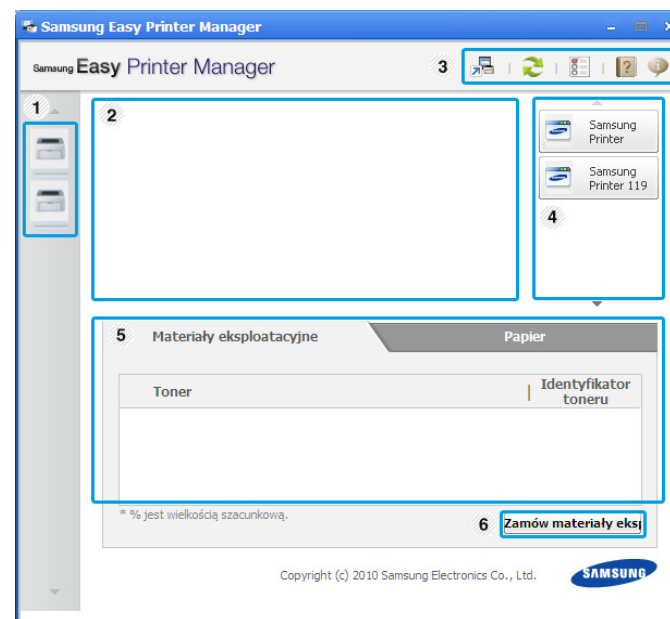 Samsung Easy Printer Manager
Samsung Easy Printer Manager
3
1
2
Samsung
Printer
Samsung
Printer 119
4
5 Materiały eksploatacyjne Papier
Toner Identyfikator
toneru
* % jest wielkością szacunkową.
6 Zamów materiały eksp
Copyright (c) 2010 Samsung Electronics Co., Ltd. SAMSUNG